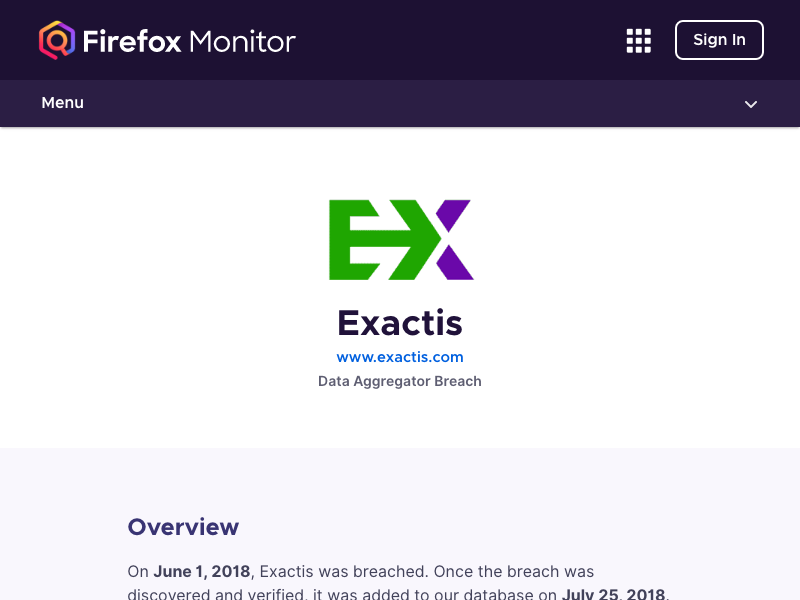 Firefox Monitor
Sign In
Menu
EX
Exactis
www.exactis.com
Data Aggregator Breach
Overview
On June 1, 2018, Exactis was breached. Once the breach was
discovered and verified, it was added to our database on July 25, 2018.